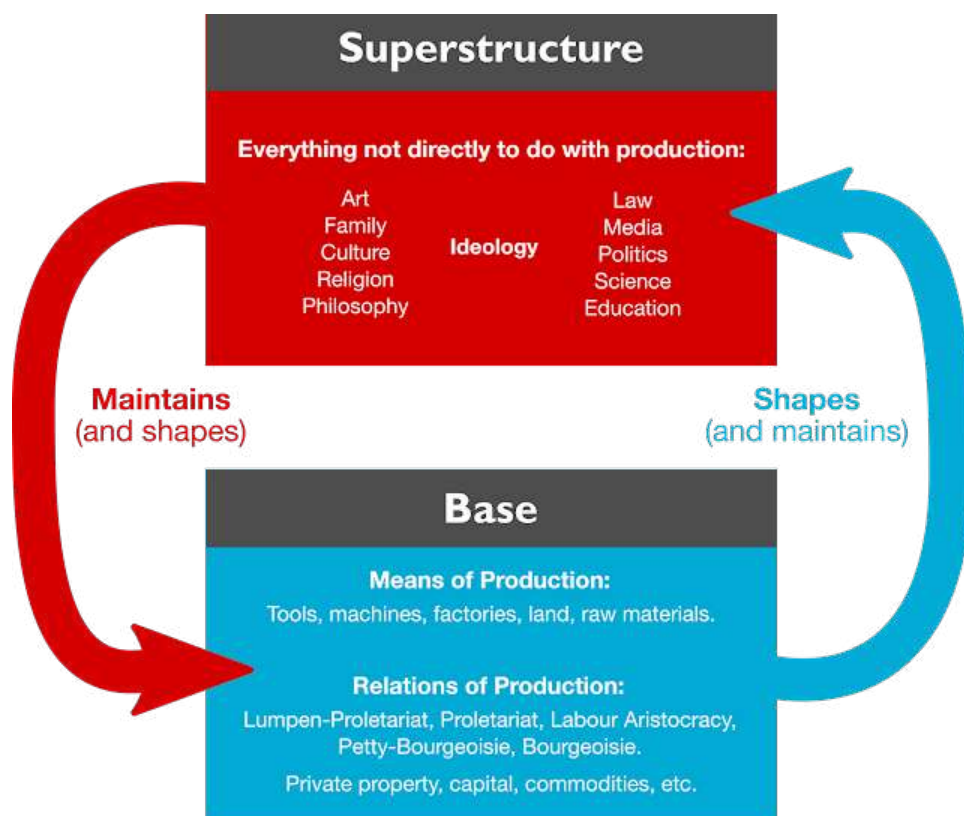 Superstructure
Everything not directly to do with production:
Art
Family
Culture
Religion
Philosophy
Ideology
Law
Media
Politics
Science
Education
Maintains
(and shapes)
Shapes
(and maintains)
Base
Means of Production:
Tools, machines, factories, land, raw materials.
Relations of Production:
Lumpen-Proletariat, Proletariat, Labour Aristocracy,
Petty-Bourgeoisie, Bourgeoisie.
Private property, capital, commodities, etc.